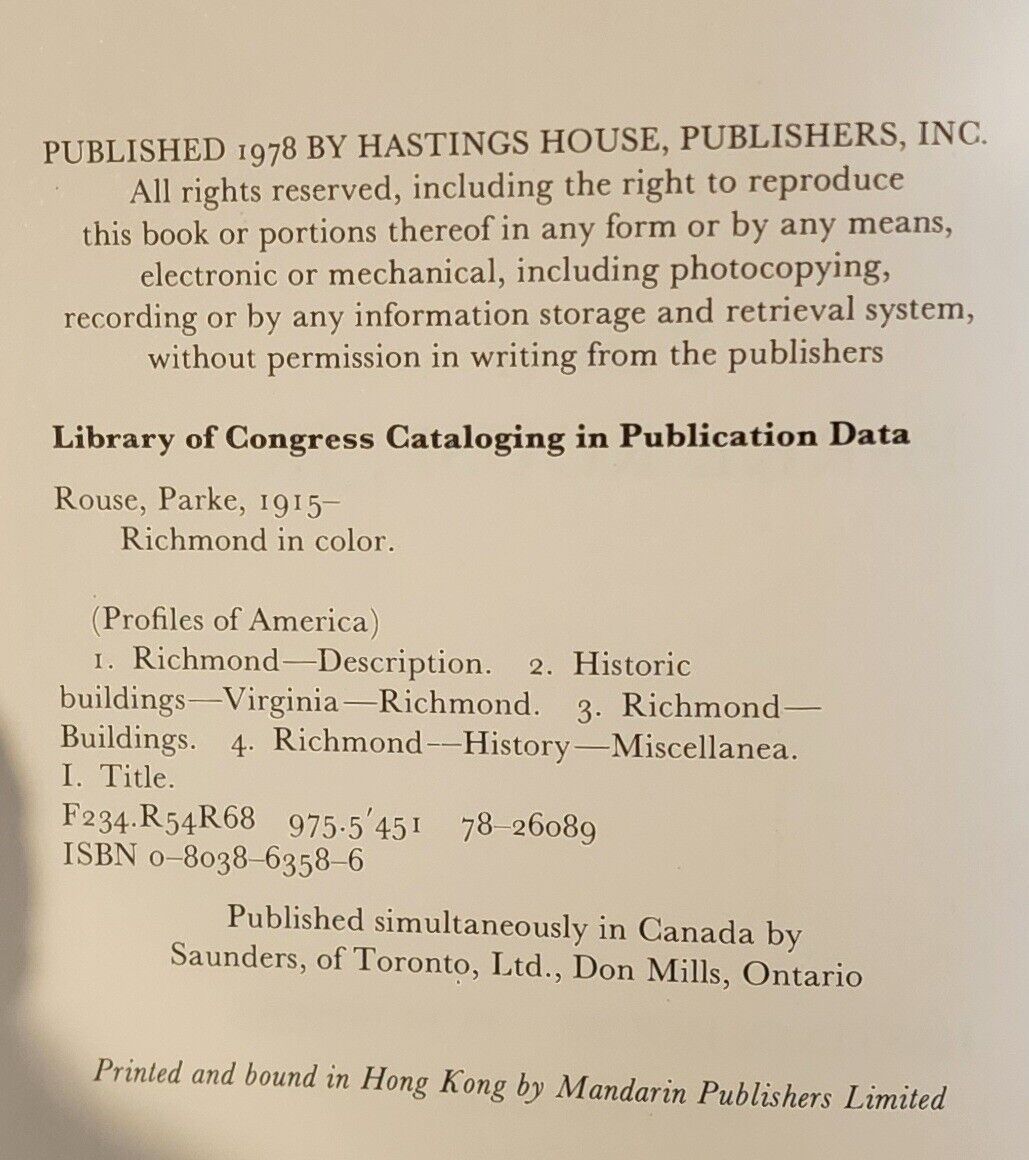 PUBLISHED 1978 BY HASTINGS HOUSE, PUBLISHERS, INC.
All rights reserved, including the right to reproduce
this book or portions thereof in any form or by any means,
electronic or mechanical, including photocopying,
recording or by any information storage and retrieval system,
without permission in writing from the publishers
Library of Congress Cataloging in Publication Data
Rouse, Parke, 1915–
Richmond in color.
(Profiles of America)
1. Richmond—Description. 2. Historic
buildings—Virginia—Richmond. 3. Richmond—
Buildings. 4. Richmond—History—Miscellanea.
I. Title.
F234.R54R68 975.5'451 78–26089
ISBN 0–8038–6358–6
Published simultaneously in Canada by
Saunders, of Toronto, Ltd., Don Mills, Ontario
Printed and bound in Hong Kong by Mandarin Publishers Limited